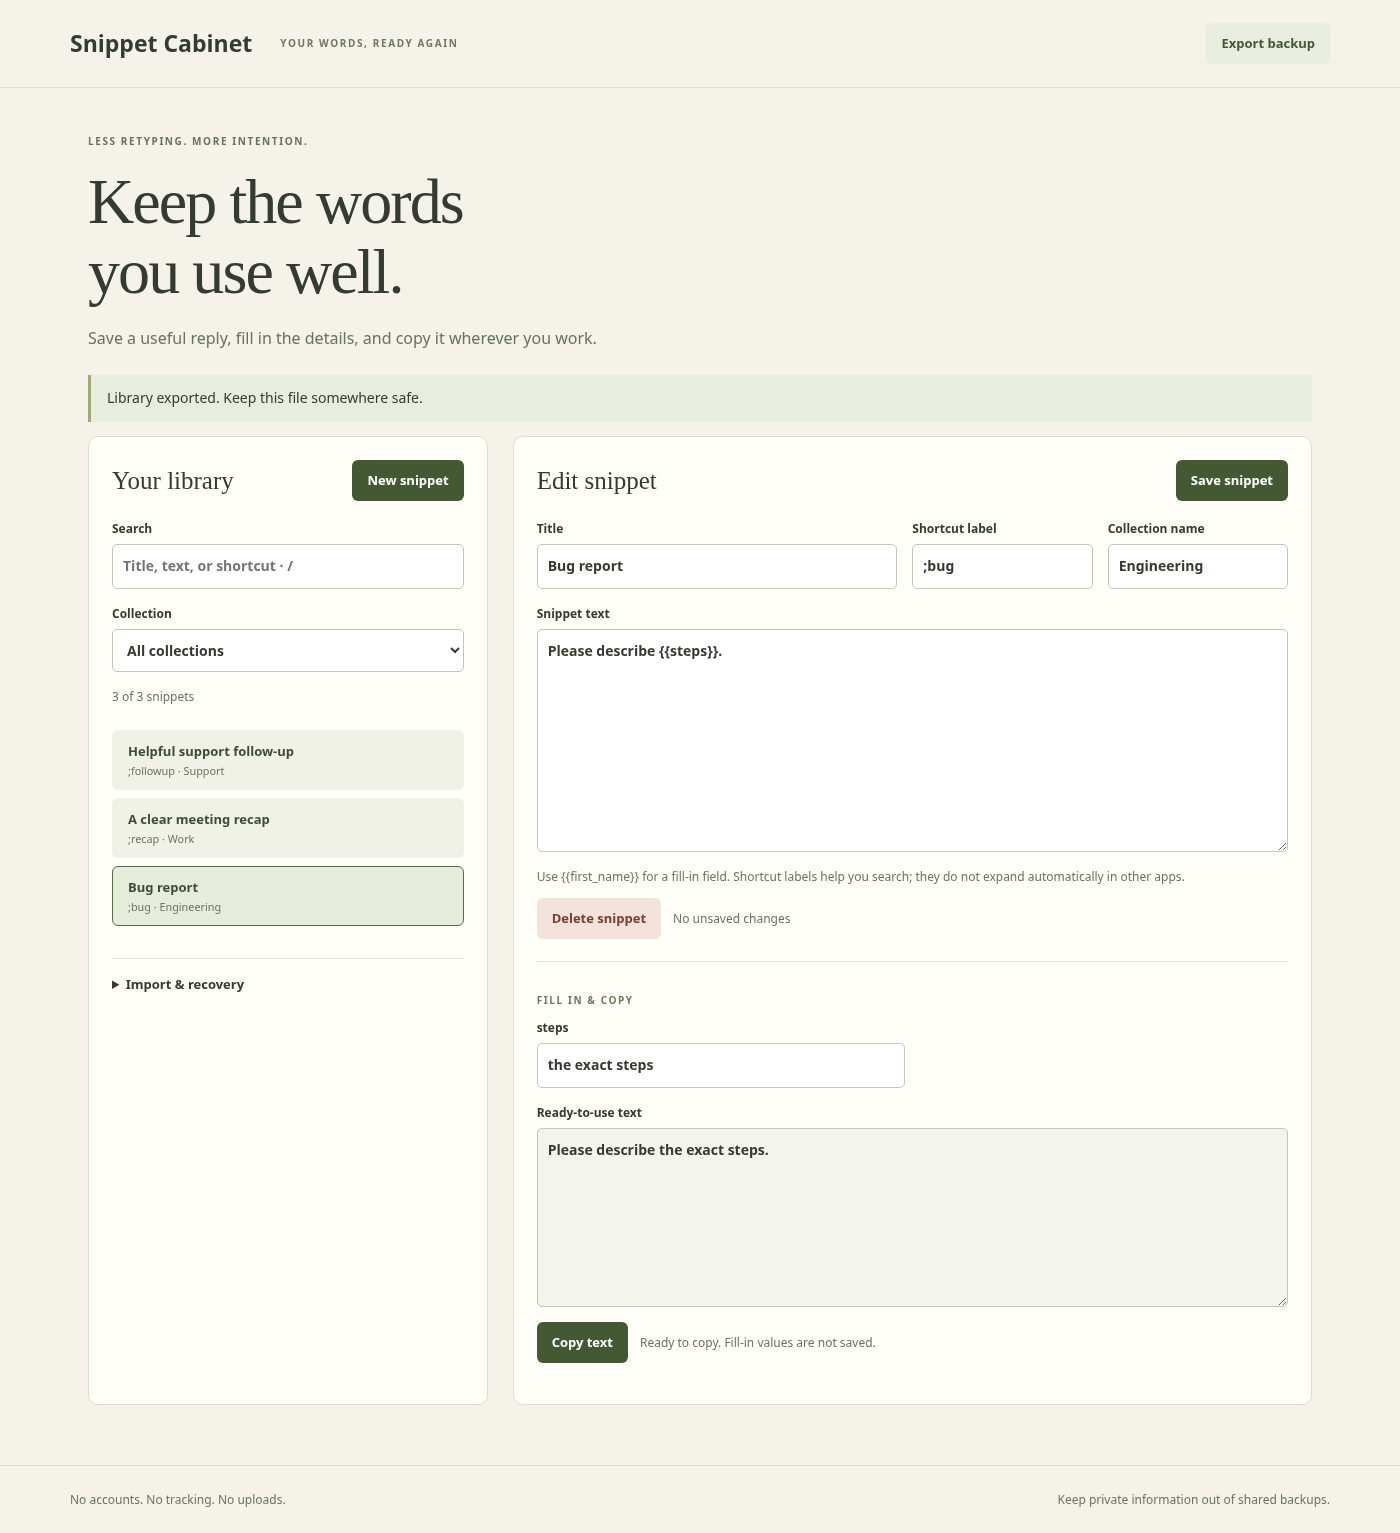 Snippet Cabinet
YOUR WORDS, READY AGAIN
Export backup
LESS RETYPING. MORE INTENTION.
Keep the words
you use well.
Save a useful reply, fill in the details, and copy it wherever you work.
Library exported. Keep this file somewhere safe.
Your library
New snippet
Search
Title, text, or shortcut · /
Collection
All collections
3 of 3 snippets
Helpful support follow-up
;followup · Support
A clear meeting recap
;recap · Work
Bug report
;bug · Engineering
Import & recovery
Edit snippet
Save snippet
Title
Shortcut label
Collection name
Bug report
;bug
Engineering
Snippet text
Please describe {{steps}}.
Use {{first_name}} for a fill-in field. Shortcut labels help you search; they do not expand automatically in other apps.
Delete snippet
No unsaved changes
FILL IN & COPY
steps
the exact steps
Ready-to-use text
Please describe the exact steps.
Copy text
Ready to copy. Fill-in values are not saved.
No accounts. No tracking. No uploads.
Keep private information out of shared backups.